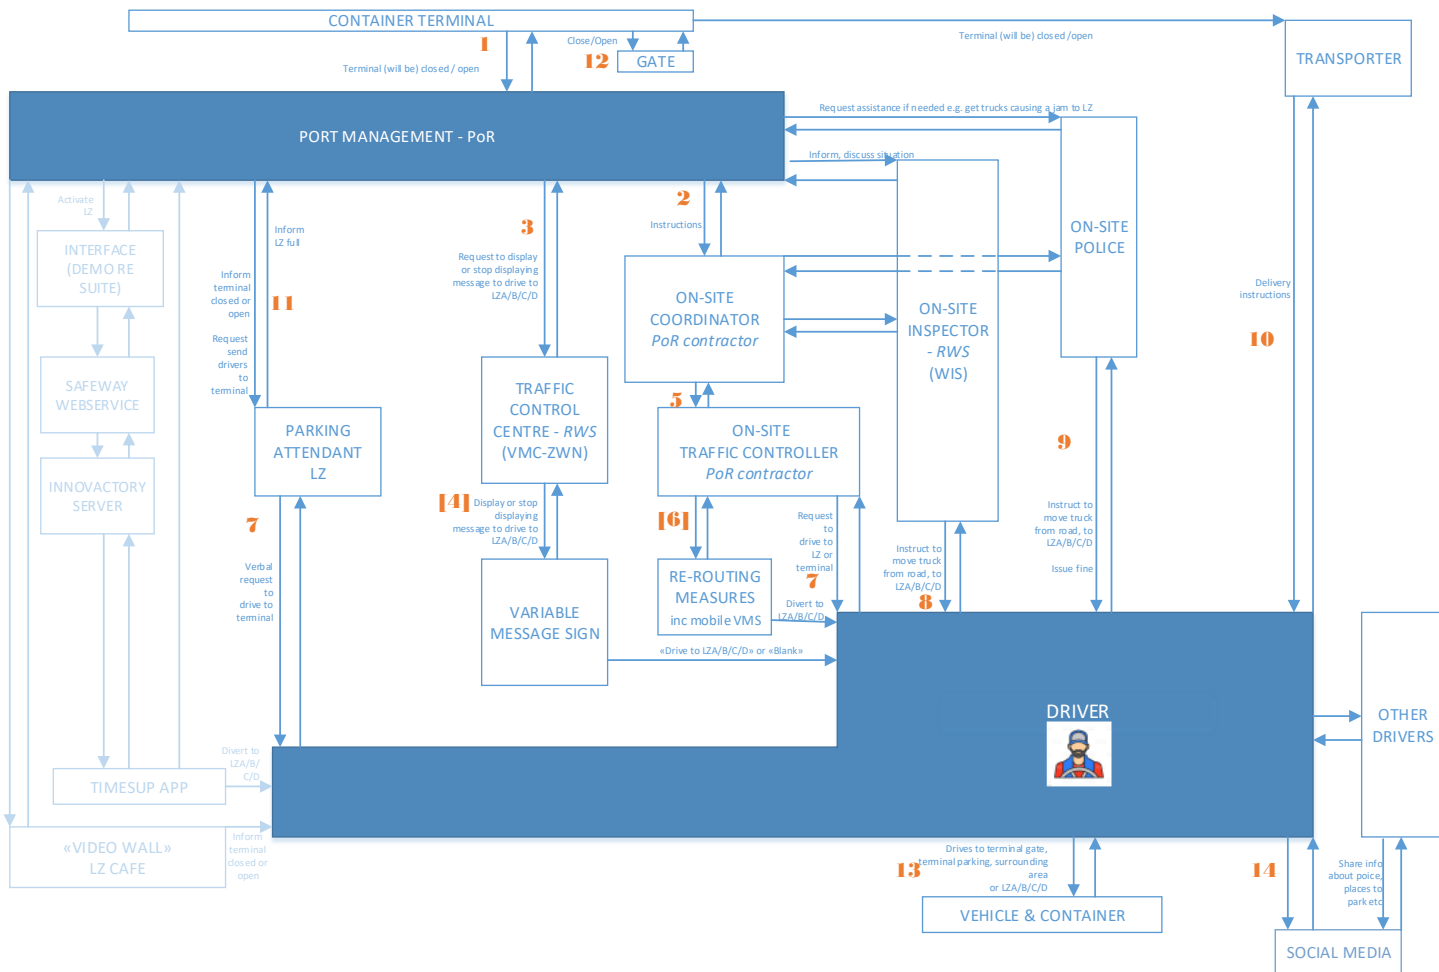 CONTAINER TERMINAL
1
Close/Open
Terminal (will be) closed /open
12
GATE
TRANSPORTER
Terminal (will be) closed / open
Request assistance if needed e.g. get trucks causing a jam to LZ
PORT MANAGEMENT - PoR
Inform, discuss situation
Activate
LZ
2
Instructions
3
Inform
LZ full
INTERFACE
(DEMO RE
SUITE)
ON-SITE
POLICE
Request to display
or stop displaying
message to drive to
LZA/B/C/D
Inform
terminal
closed or
open
11
Request
send
drivers
to
terminal
ON-SITE
COORDINATOR
PoR contractor
ON-SITE
INSPECTOR
- RWS
(WIS)
Delivery
instructions
10
SAFEWAY
WEBSERVICE
TRAFFIC
CONTROL
CENTRE - RWS
(VMC-ZWN)
5
PARKING
ATTENDANT
LZ
ON-SITE
TRAFFIC CONTROLLER
PoR contractor
9
INNOVACTORY
SERVER
[4]
Display or stop
displaying
message to drive to
LZA/B/C/D
[6]
Request
to
drive to
LZ or
terminal
7
Instruct to
move truck
from road, to
LZA/B/C/D
Issue fine
7
Verbal
request
to
drive to
terminal
Instruct to
move truck
from road, to
LZA/B/C/D
8
RE-ROUTING
MEASURES
inc mobile VMS
Divert to
LZA/B/C/D
VARIABLE
MESSAGE SIGN
«Drive to LZA/B/C/D» or «Blank»
DRIVER
OTHER
DRIVERS
Divert to
LZA/B/
C/D
TIMESUP APP
«VIDEO WALL»
LZ CAFE
Inform
terminal
closed or
open
13
Drives to terminal gate,
terminal parking, surrounding
area
or LZA/B/C/D
14
Share info
about poice,
places to
park etc
VEHICLE & CONTAINER
SOCIAL MEDIA